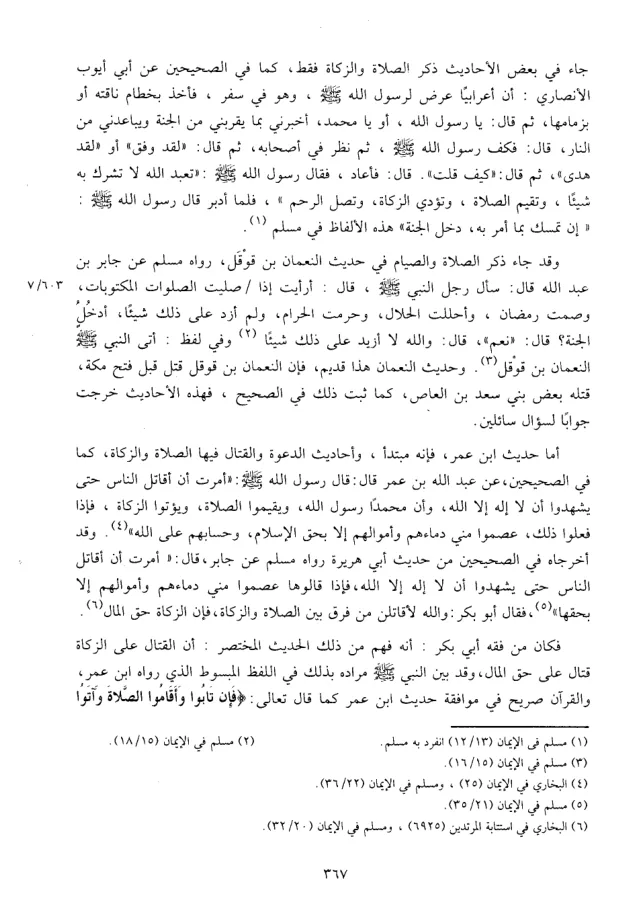 جاء في بعض الأحاديث ذكر الصلاة والزكاة فقط، كما في الصحيحين عن أبي أيوب
الأنصاري : أن أعرابيًا عرض لرسول الله ﷺ ، وهو في سفر ، فأخذ بخطام ناقته أو
بزمامها، ثم قال: يا رسول الله ، أو يا محمد، أخبرني بما يقربني من الجنة ويباعدني من
النار، قال: فكف رسول الله ﷺ ، ثم نظر في أصحابه، ثم قال: «لقد وفق» أو «لقد
هدى»، ثم قال:«كيف قلت». قال: فأعاد ، فقال رسول الله ﷺ :«تعبد الله لا تشرك به
شيئًا ، وتقيم الصلاة ، وتؤدي الزكاة، وتصل الرحم » ، فلما أدبر قال رسول الله ﷺ :
« إن تمسك بما أمر به، دخل الجنة» هذه الألفاظ في مسلم (١).
وقد جاء ذكر الصلاة والصيام في حديث النعمان بن قوْقَل، رواه مسلم عن جابر بن
عبد الله قال: سأل رجل النبي ﷺ ، قال : أرأيت إذا /صليت الصلوات المكتوبات، ٧/٦٠٣
وصمت رمضان ، وأحللت الحلال، وحرمت الحرام، ولم أزد على ذلك شيئًا، أدخُلُ
الجنة؟ قال: «نعم»، قال: والله لا أزيد على ذلك شيئًا (٢) وفي لفظ : أتى النبي ﷺ
النعمان بن قوْقل(٣). وحديث النعمان هذا قديم، فإن النعمان بن قوقل قتل قبل فتح مكة،
قتله بعض بني سعد بن العاص، كما ثبت ذلك في الصحيح ، فهذه الأحاديث خرجت
جوابًا لسؤال سائلين.
أما حديث ابن عمر، فإنه مبتدأ ، وأحاديث الدعوة والقتال فيها الصلاة والزكاة، كما
في الصحيحين،عن عبد الله بن عمر قال:قال رسول الله ﷺ:«أمرت أن أقاتل الناس حتى
يشهدوا أن لا إله إلا الله، وأن محمدًا رسول الله، ويقيموا الصلاة، ويؤتوا الزكاة ، فإذا
فعلوا ذلك، عصموا مني دماءهم وأموالهم إلا بحق الإسلام، وحسابهم على الله»(٤). وقد
أخرجاه في الصحيحين من حديث أبي هريرة رواه مسلم عن جابر،قال:« أمرت أن أقاتل
الناس حتى يشهدوا أن لا إله إلا الله،فإذا قالوها عصموا مني دماءهم وأموالهم إلا
بحقها»(٥)،فقال أبو بكر:والله لأقاتلن من فرق بين الصلاة والزكاة،فإن الزكاة حق المال(٦).
فكان من فقه أبي بكر : أنه فهم من ذلك الحديث المختصر : أن القتال على الزكاة
قتال على حق المال،وقد بين النبي ﷺ مراده بذلك في اللفظ المبسوط الذي رواه ابن عمر،
والقرآن صريح في موافقة حديث ابن عمر كما قال تعالى:﴿فَإِن تَابُوا وَأَقَامُوا الصَّلاةَ وَآتَوُا
(١) مسلم فى الإيمان (١٢/١٣) انفرد به مسلم. (٢) مسلم في الإيمان (١٨/١٥).
(٣) مسلم في الإيمان (١٦/١٥).
(٤) البخاري في الإيمان (٢٥) ، ومسلم في الإيمان (٣٦/٢٢).
(٥) مسلم في الإيمان (٣٥/٢١).
(٦) البخاري في استتابة المرتدين (٦٩٢٥) ، ومسلم في الإيمان (٣٢/٢٠).
٣٦٧